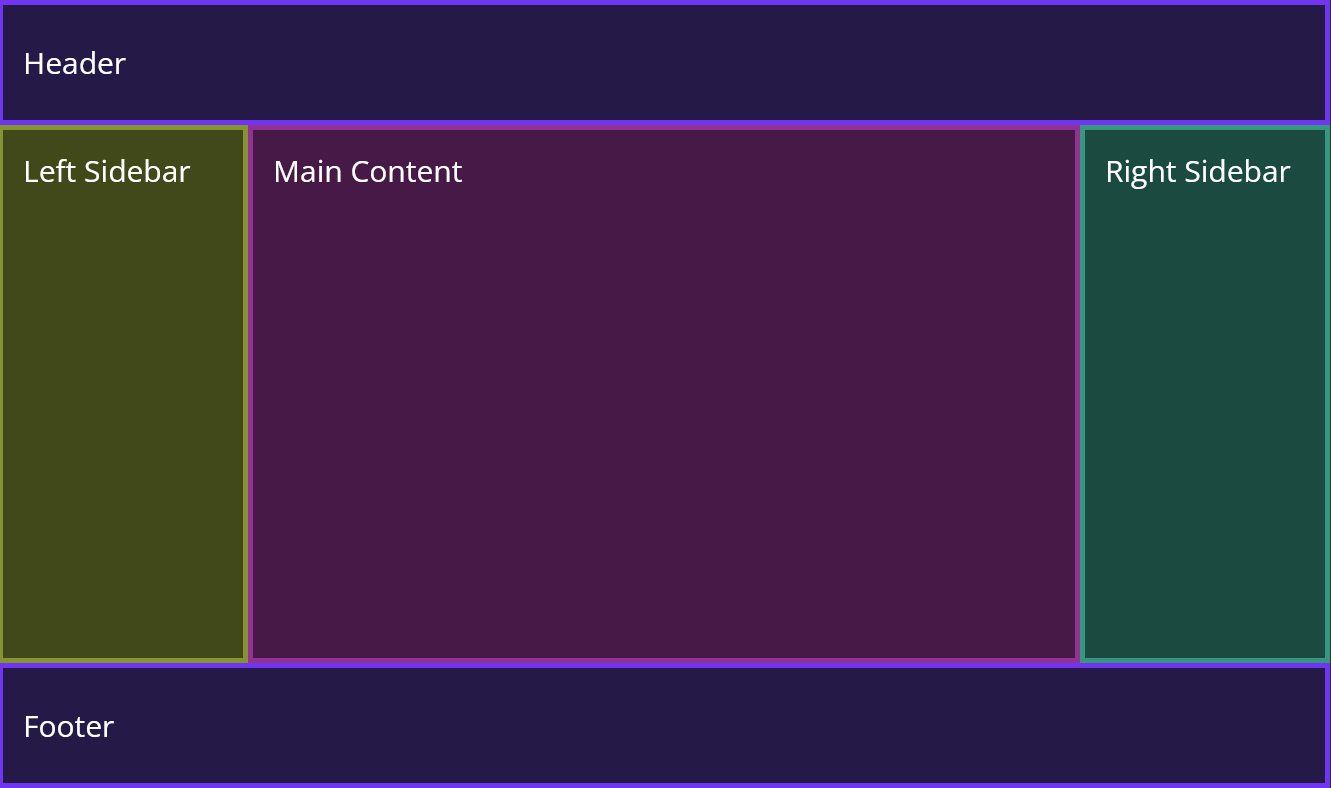 Header
Left Sidebar
Main Content
Right Sidebar
Footer